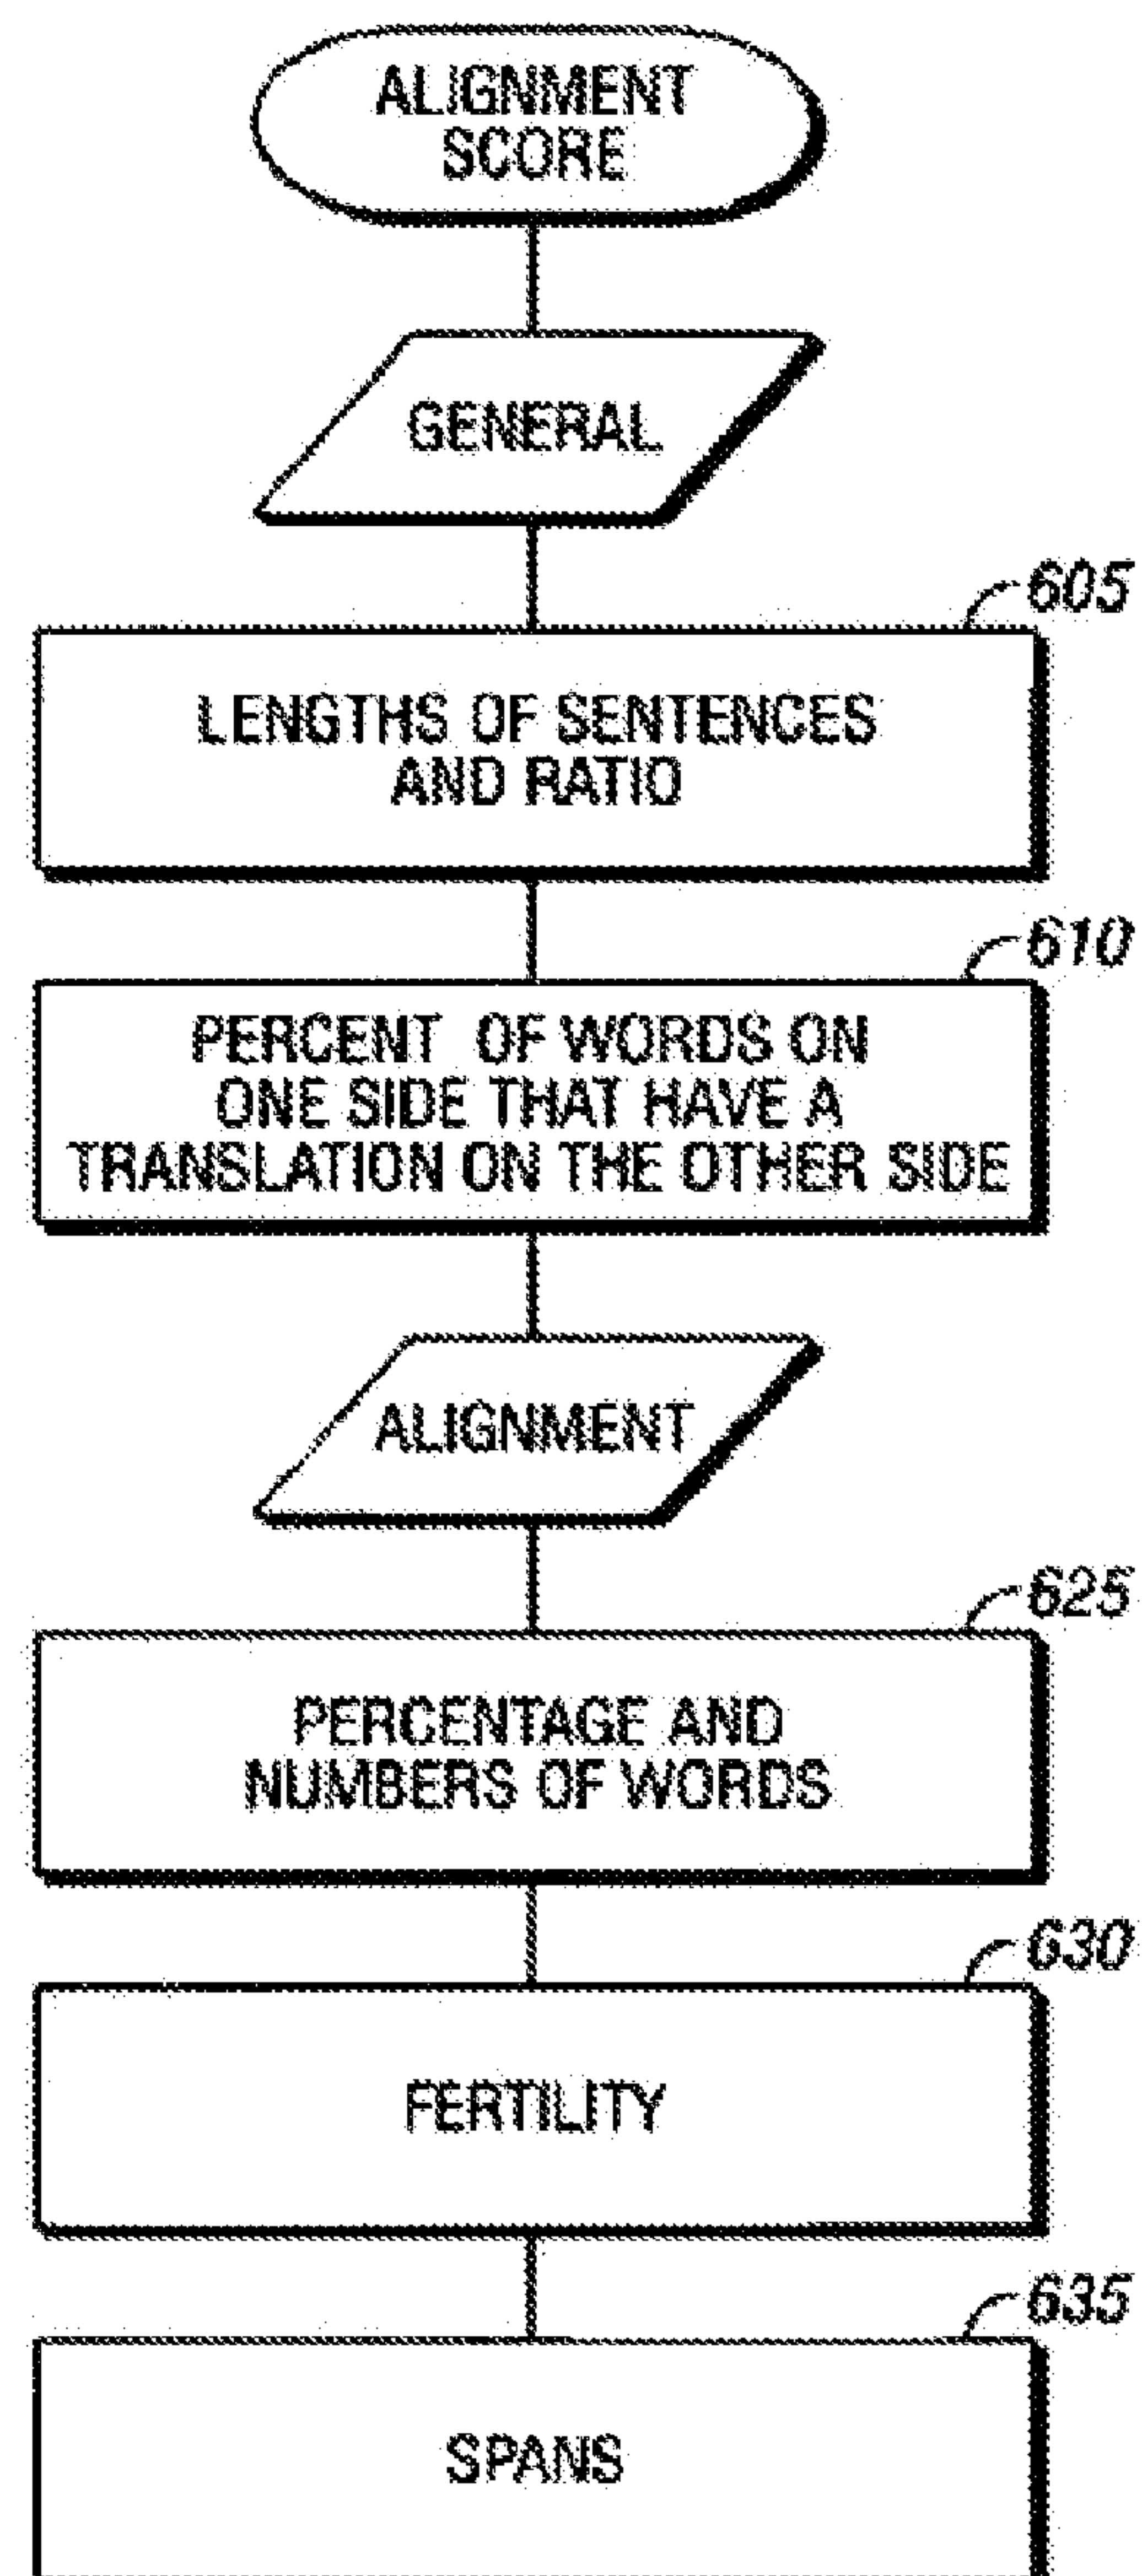 ALIGNMENT
SCORE
GENERAL
605
LENGTHS OF SENTENCES
AND RATIO
610
PERCENT OF WORDS ON
ONE SIDE THAT HAVE A
TRANSLATION ON THE OTHER SIDE
ALIGNMENT
625
PERCENTAGE AND
NUMBERS OF WORDS
630
FERTILITY
635
SPANS